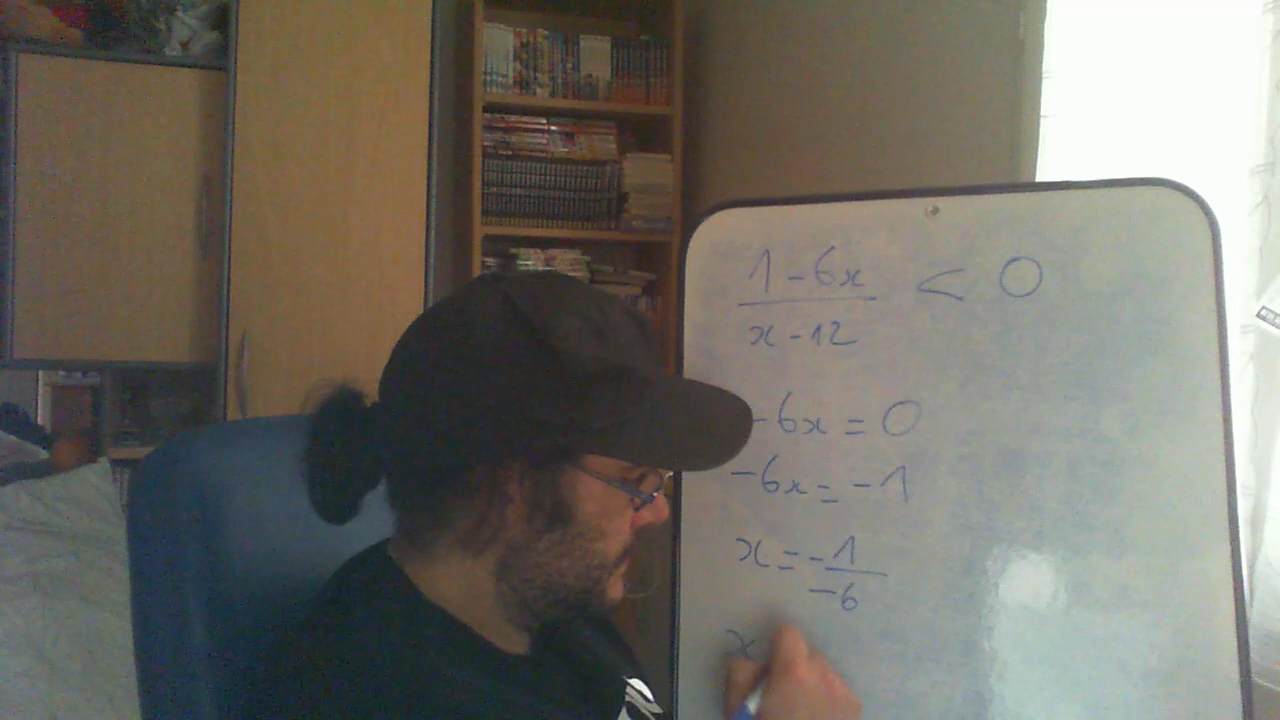 1-6x / x-12 < 0
-6x = 0
-6x = -1
x = -1 / -6
x